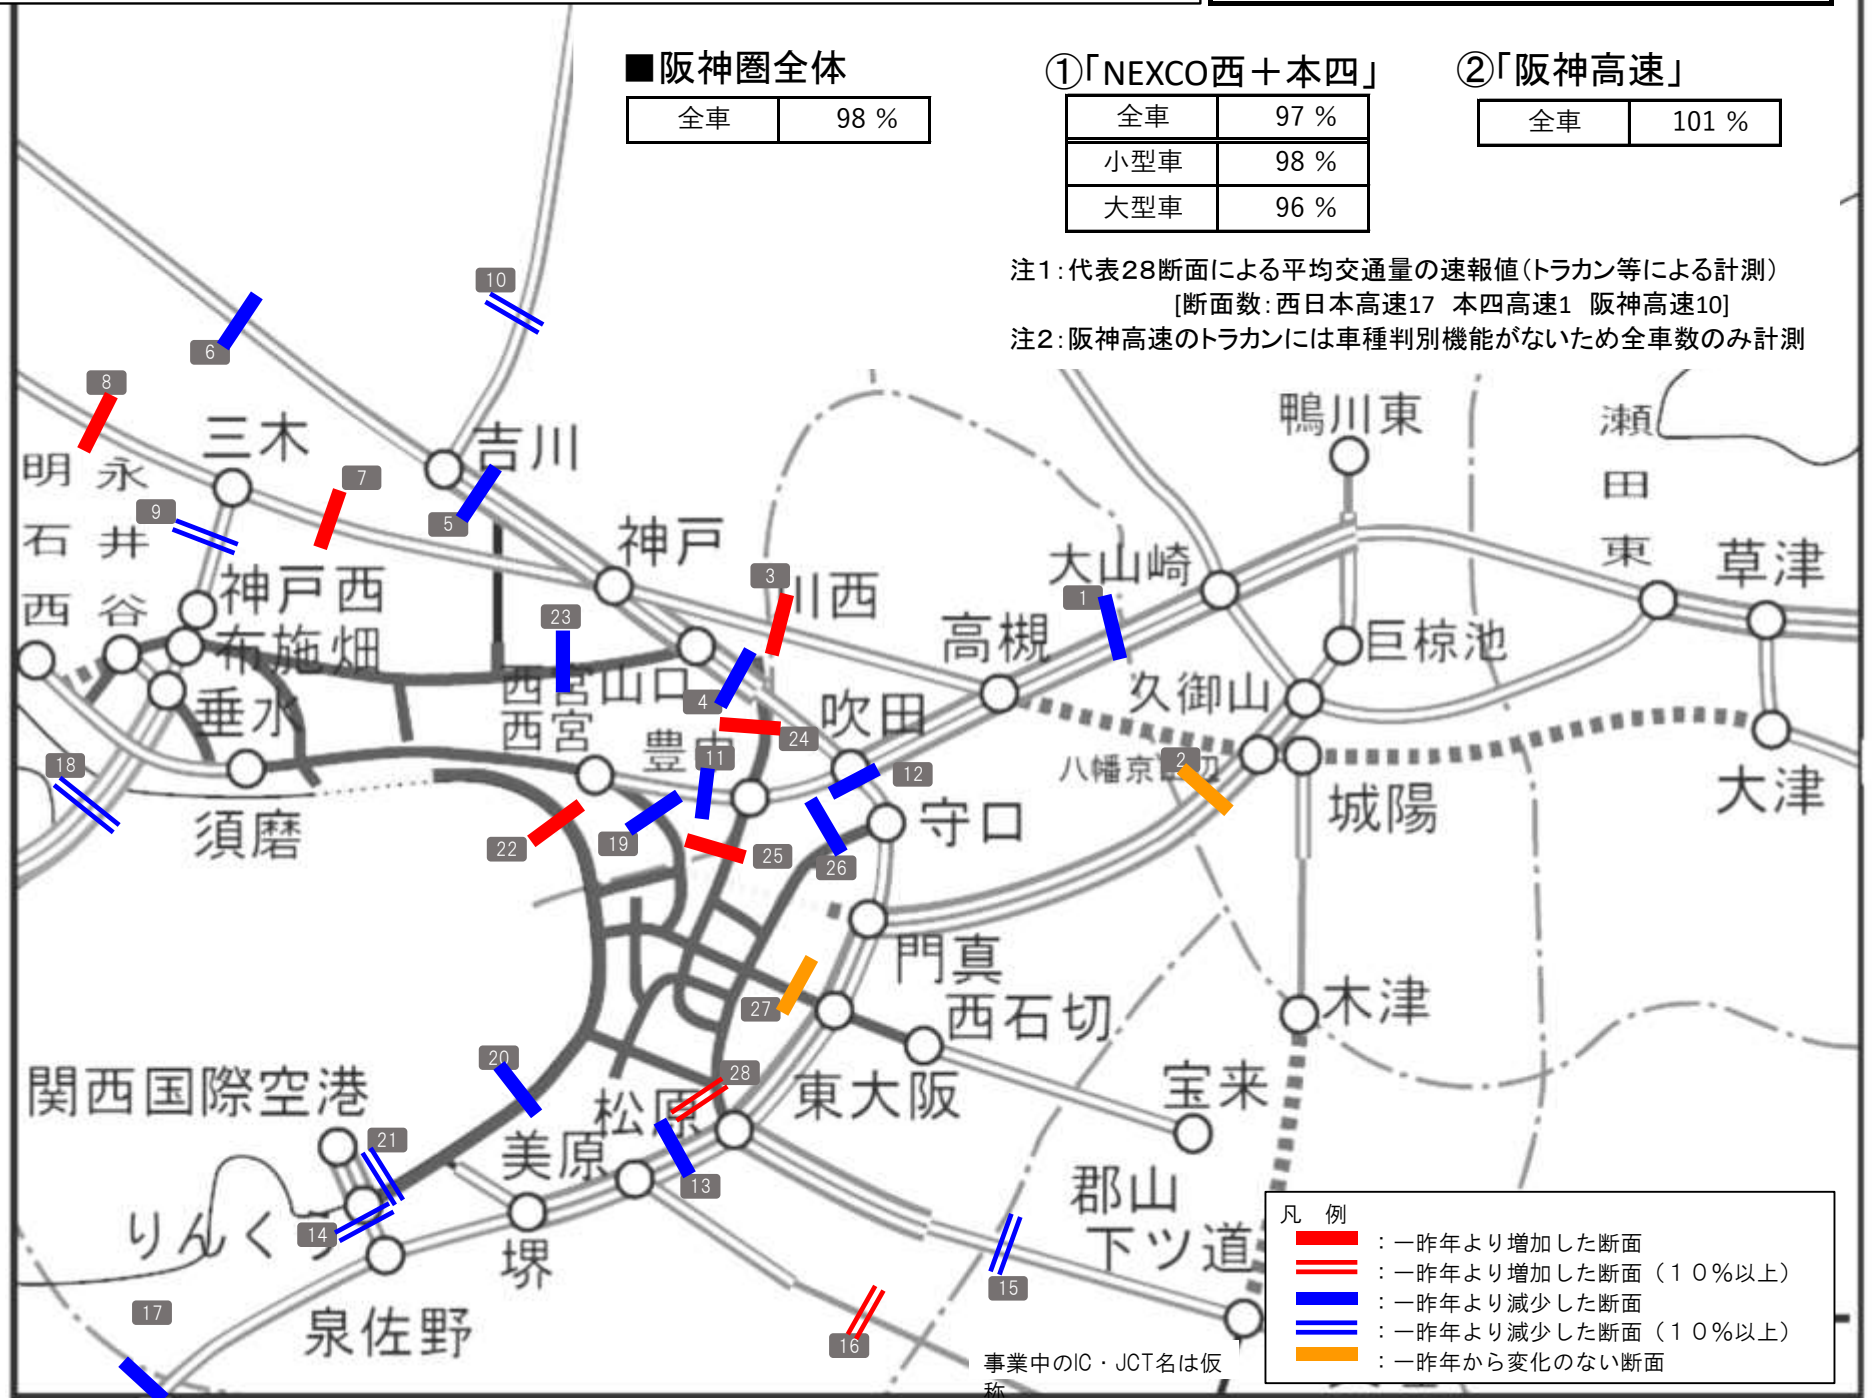 ■阪神圏全体
全車 98 %
①「NEXCO西＋本四」
全車 97 %
小型車 98 %
大型車 96 %
②「阪神高速」
全車 101 %
注１：代表２８断面による平均交通量の速報値（トラカン等による計測）
[断面数：西日本高速17 本四高速1 阪神高速10]
注２：阪神高速のトラカンには車種判別機能がないため全車数のみ計測
10
6
8
三木
吉川
7
9
5
明石西
永井谷
神戸
神戸西
布施畑
垂水
23
3
川西
西宮山口
西宮
4
24
高槻
大山崎
1
鴨川東
瀬田東
草津
巨椋池
久御山
吹田
豊中
11
12
2
八幡京田辺
城陽
大津
18
須磨
22
19
25
26
守口
門真
27
西石切
木津
20
関西国際空港
松原
28
東大阪
宝来
21
美原
13
14
りんくう
堺
郡山下ツ道
15
17
泉佐野
16
事業中のIC・JCT名は仮
称
凡 例
：一昨年より増加した断面
：一昨年より増加した断面（１０％以上）
：一昨年より減少した断面
：一昨年より減少した断面（１０％以上）
：一昨年から変化のない断面